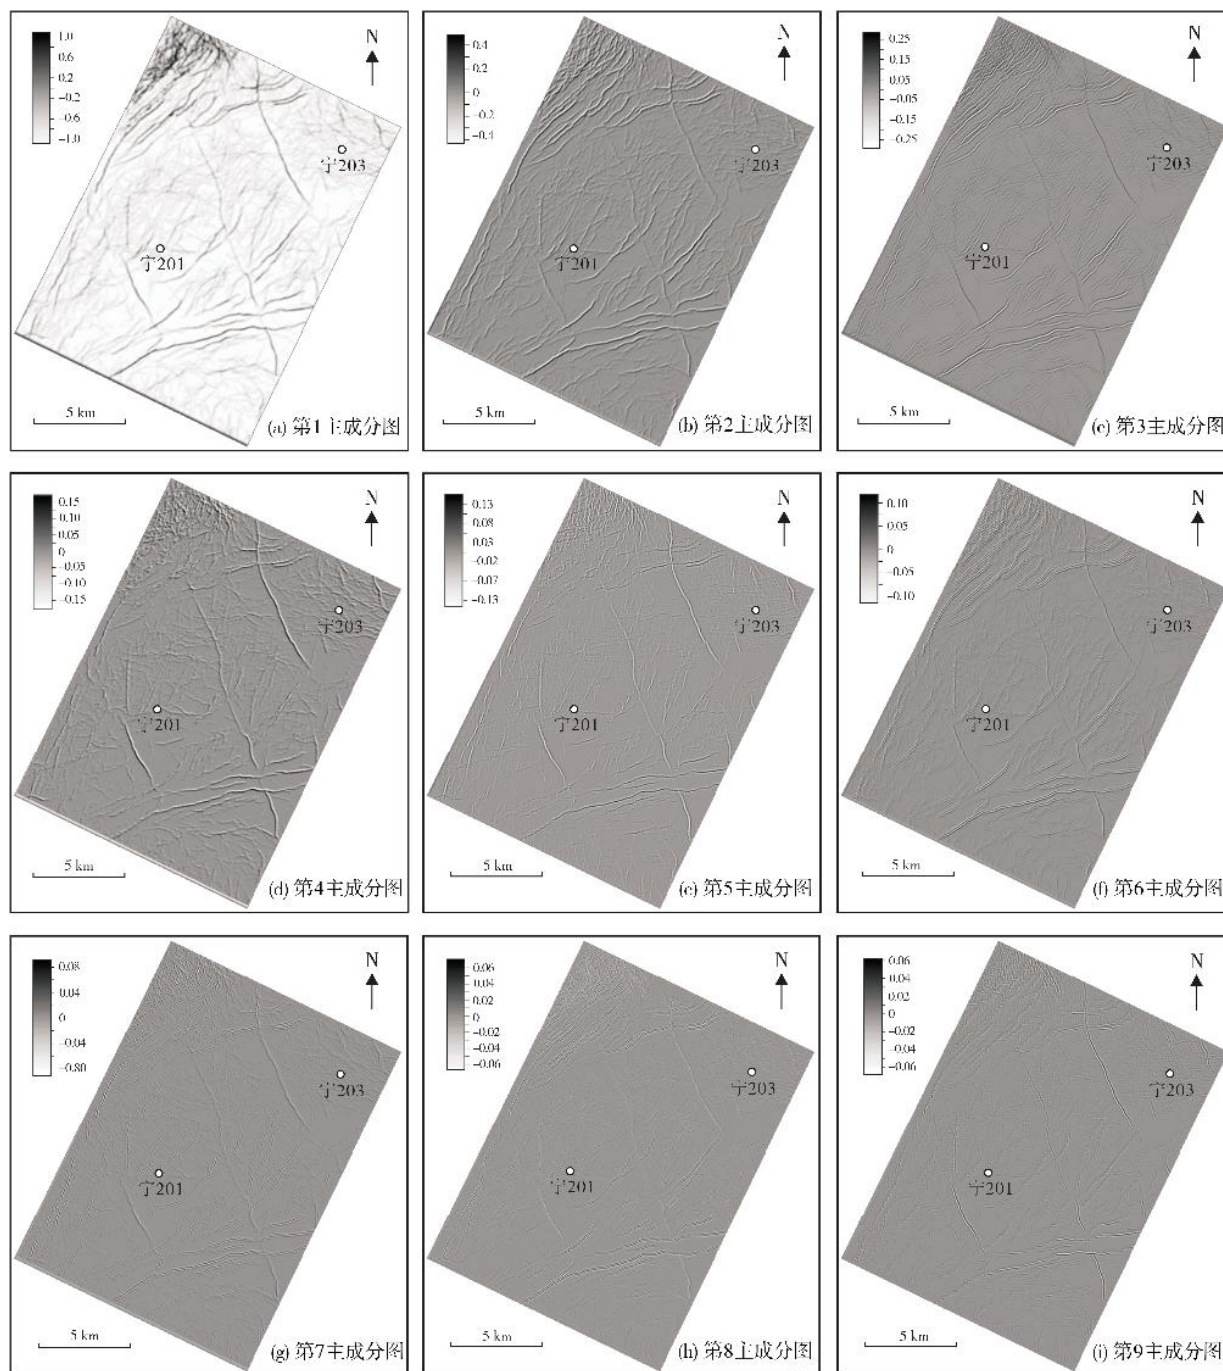 1.0
0.6
0.2
−0.2
−0.6
−1.0
N
宁203
宁201
5 km
(a) 第1主成分图
0.4
0.2
0
−0.2
−0.4
N
宁203
宁201
5 km
(b) 第2主成分图
0.25
0.15
0.05
−0.05
−0.15
−0.25
N
宁203
宁201
5 km
(c) 第3主成分图
0.15
0.10
0.05
0
−0.05
−0.10
−0.15
N
宁203
宁201
5 km
(d) 第4主成分图
0.13
0.08
0.03
−0.02
−0.07
−0.13
N
宁203
宁201
5 km
(e) 第5主成分图
0.10
0.05
0
−0.05
−0.10
N
宁203
宁201
5 km
(f) 第6主成分图
0.08
0.04
0
−0.04
−0.80
N
宁203
宁201
5 km
(g) 第7主成分图
0.06
0.04
0.02
0
−0.02
−0.04
−0.06
N
宁203
宁201
5 km
(h) 第8主成分图
0.06
0.04
0.02
0
−0.02
−0.04
−0.06
N
宁203
宁201
5 km
(i) 第9主成分图